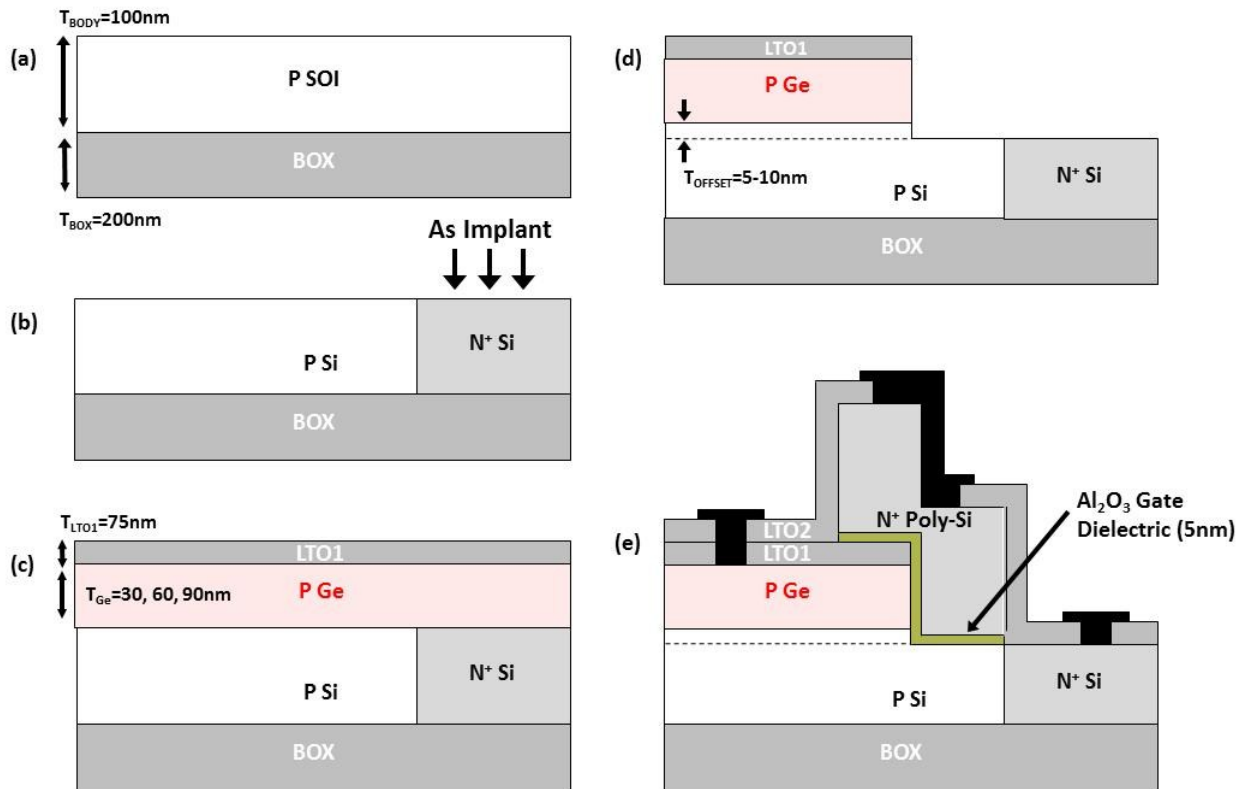 (a)
T_BODY=100nm
P SOI
BOX
T_BOX=200nm
(b)
As Implant
P Si
N⁺ Si
BOX
(c)
T_LTO1=75nm
LTO1
T_Ge=30, 60, 90nm
P Ge
P Si
N⁺ Si
BOX
(d)
LTO1
P Ge
T_OFFSET=5-10nm
P Si
N⁺ Si
BOX
(e)
N⁺ Poly-Si
Al₂O₃ Gate
Dielectric (5nm)
LTO2
LTO1
P Ge
P Si
N⁺ Si
BOX